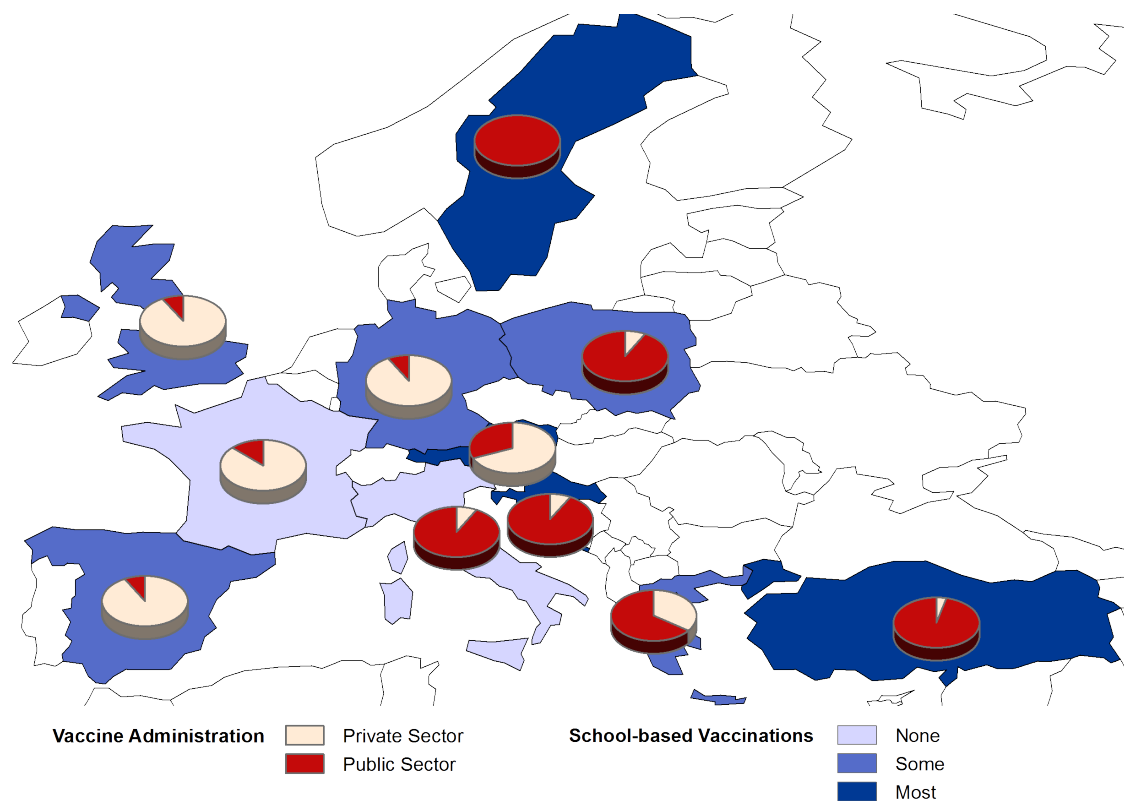 Vaccine Administration
Private Sector
Public Sector
School-based Vaccinations
None
Some
Most